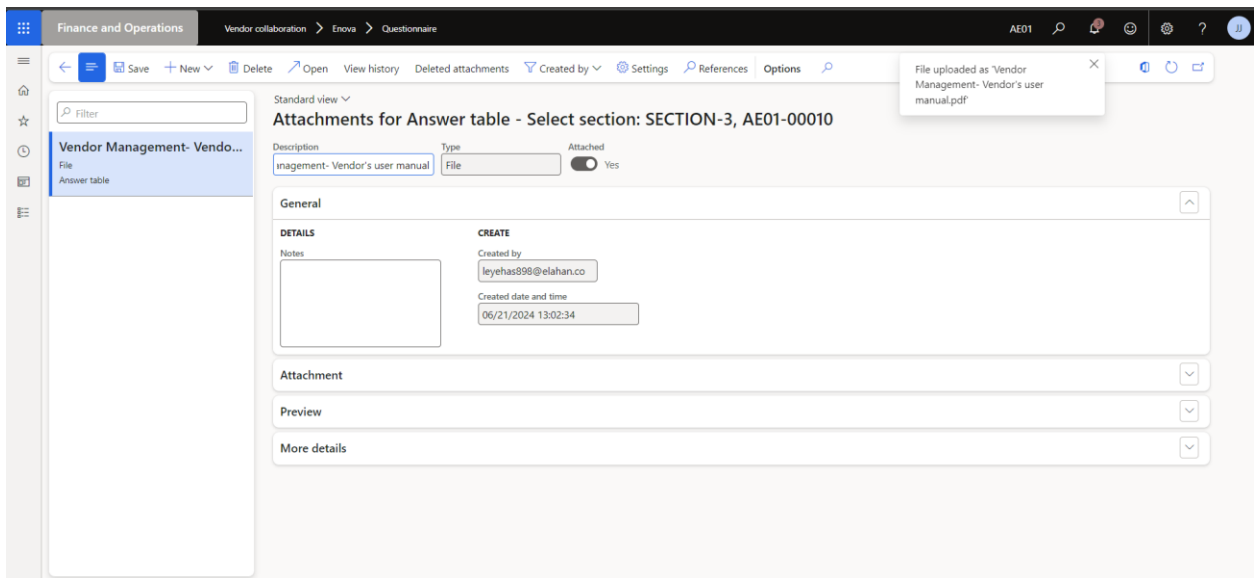 Finance and Operations
Vendor collaboration > Enova > Questionnaire
AE01
3
?
JJ
Save + New Delete Open View history Deleted attachments Created by Settings References Options
File uploaded as 'Vendor
Management- Vendor's user
manual.pdf'
Filter
Vendor Management- Vendo...
File
Answer table
Standard view
Attachments for Answer table - Select section: SECTION-3, AE01-00010
Description Type Attached
nagement- Vendor's user manual File Yes
General
DETAILS CREATE
Notes Created by
leyehas898@elahan.co
Created date and time
06/21/2024 13:02:34
Attachment
Preview
More details